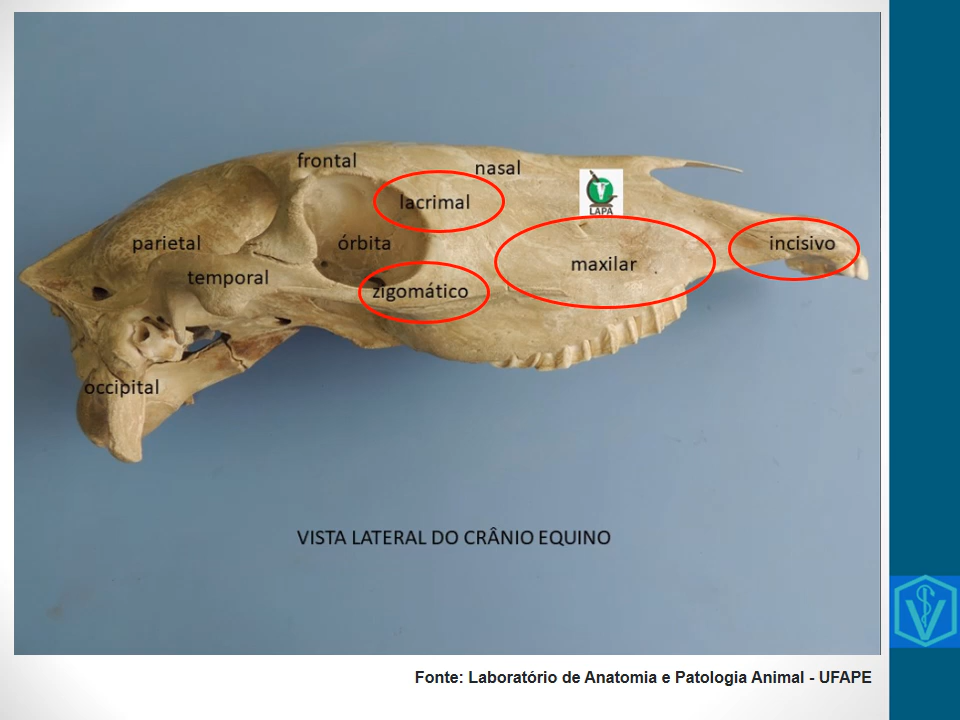 frontal
nasal
lacrimal
LAPA
parietal
órbita
incisivo
maxilar
temporal
zigomático
occipital
VISTA LATERAL DO CRÂNIO EQUINO
V
Fonte: Laboratório de Anatomia e Patologia Animal - UFAPE